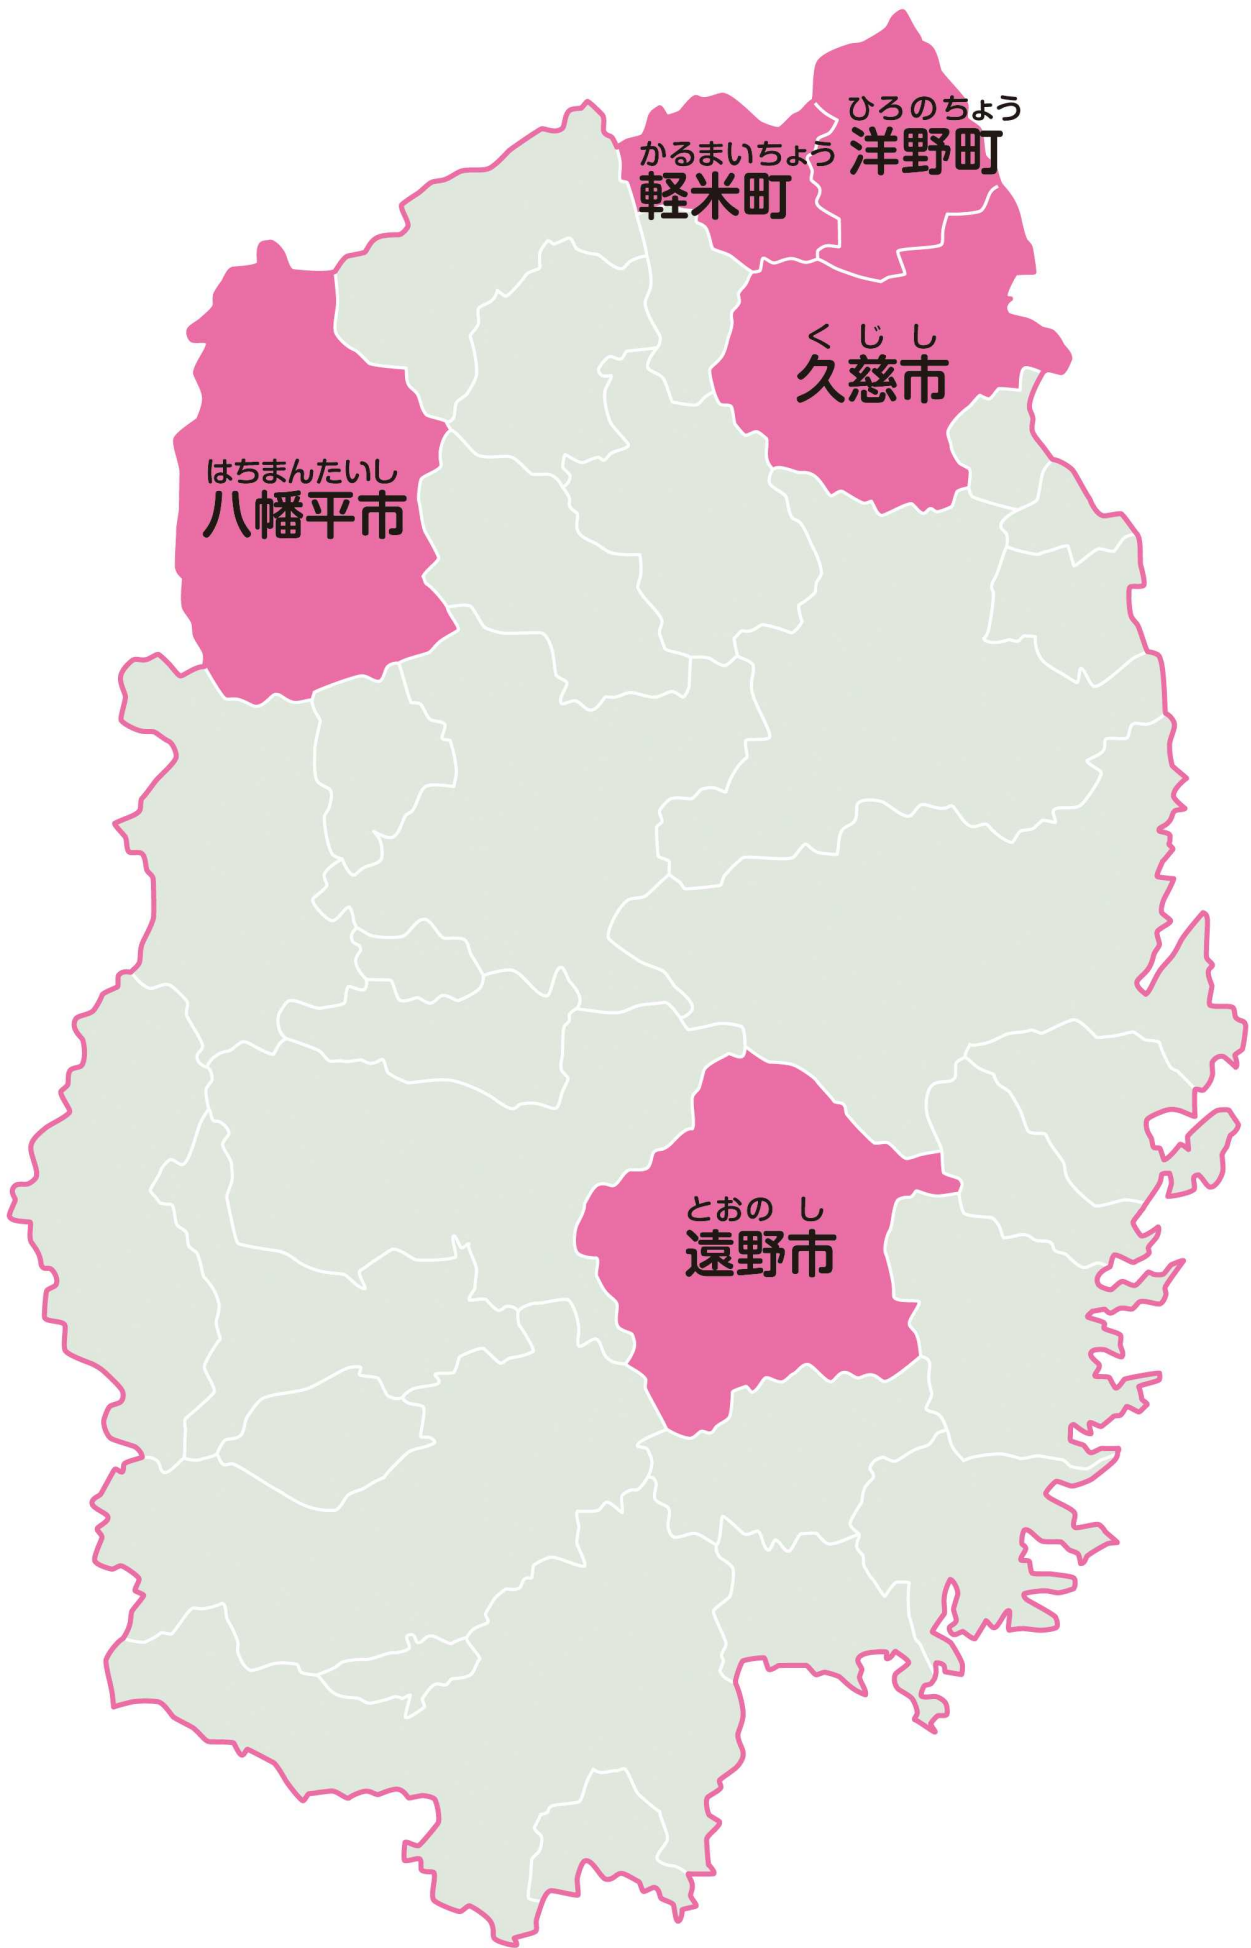 ひろのちょう
洋野町
かるまいちょう
軽米町
くじし
久慈市
はちまんたいし
八幡平市
とおのし
遠野市